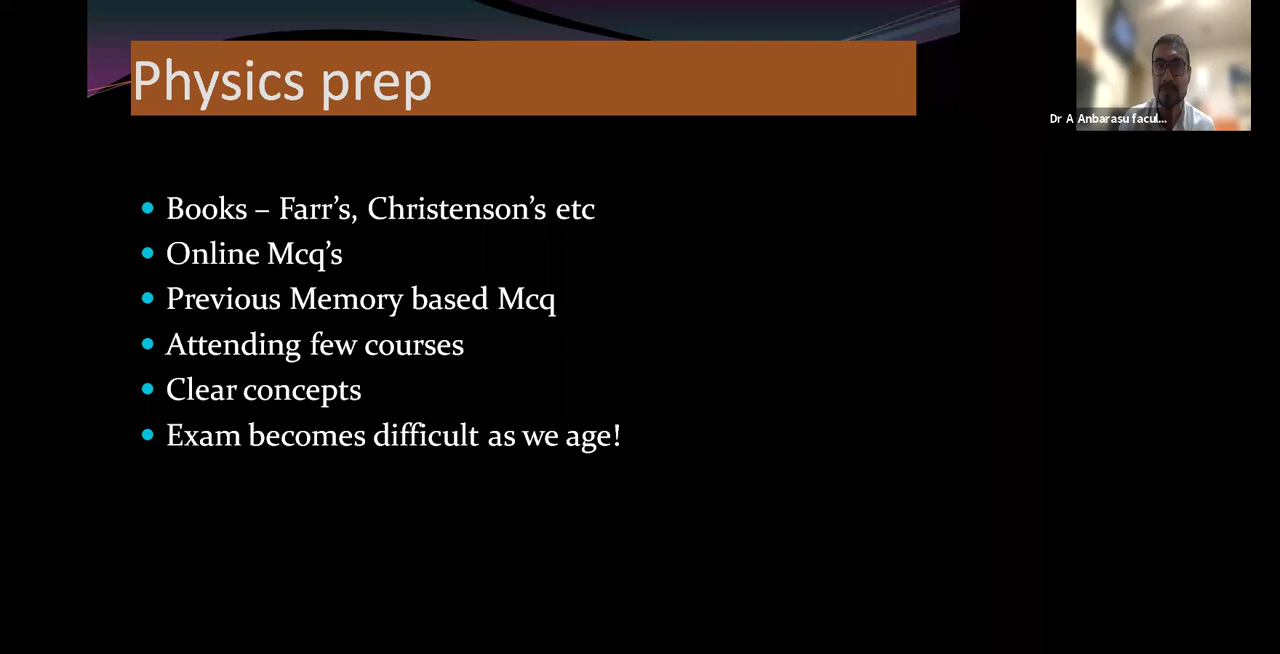 Physics prep
Dr A Anbarasu facul...
• Books – Farr’s, Christenson’s etc
• Online Mcq’s
• Previous Memory based Mcq
• Attending few courses
• Clear concepts
• Exam becomes difficult as we age!